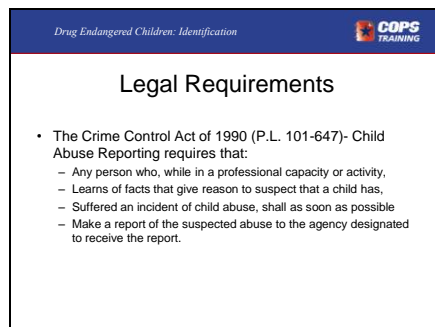 Drug Endangered Children: Identification
COPS
TRAINING
Legal Requirements
• The Crime Control Act of 1990 (P.L. 101-647)- Child
Abuse Reporting requires that:
– Any person who, while in a professional capacity or activity,
– Learns of facts that give reason to suspect that a child has,
– Suffered an incident of child abuse, shall as soon as possible
– Make a report of the suspected abuse to the agency designated
to receive the report.